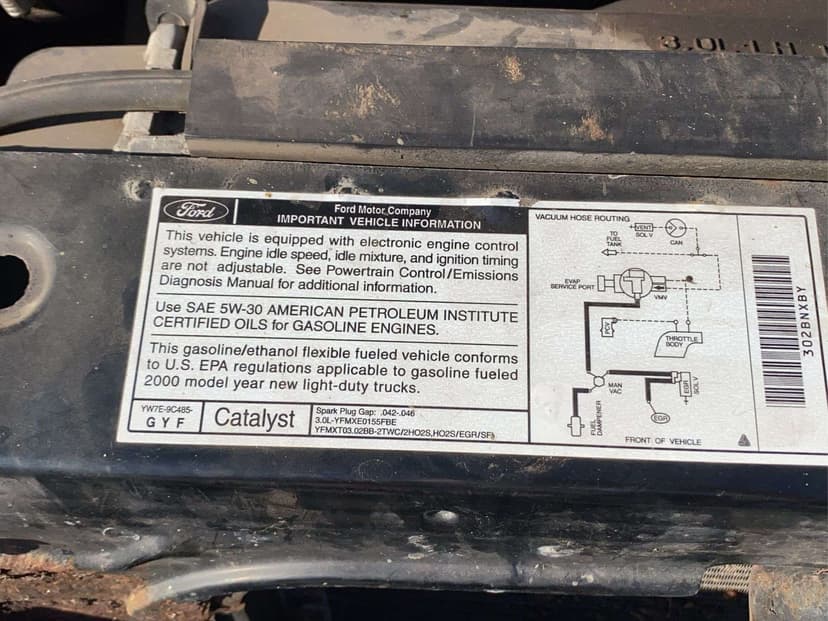 3.0L-LH
Ford
Ford Motor Company
IMPORTANT VEHICLE INFORMATION
This vehicle is equipped with electronic engine control
systems. Engine idle speed, idle mixture, and ignition timing
are not adjustable. See Powertrain Control/Emissions
Diagnosis Manual for additional information.
Use SAE 5W-30 AMERICAN PETROLEUM INSTITUTE
CERTIFIED OILS for GASOLINE ENGINES.
This gasoline/ethanol flexible fueled vehicle conforms
to U.S. EPA regulations applicable to gasoline fueled
2000 model year new light-duty trucks.
YW7E-9C485-
G Y F
Catalyst
Spark Plug Gap: .042-.046
3.0L-YFMXE0155FBE
YFMXT03.02BB-2TWC/2HO2S,HO2S/EGR/SFI
VACUUM HOSE ROUTING
TO
FUEL
TANK
VENT
SOL V
CAN
EVAP
SERVICE PORT
VMV
PCV
THROTTLE
BODY
MAN
VAC
EGR
SOL V
FUEL
DAMPENER
EGR
FRONT OF VEHICLE
302BNXBY